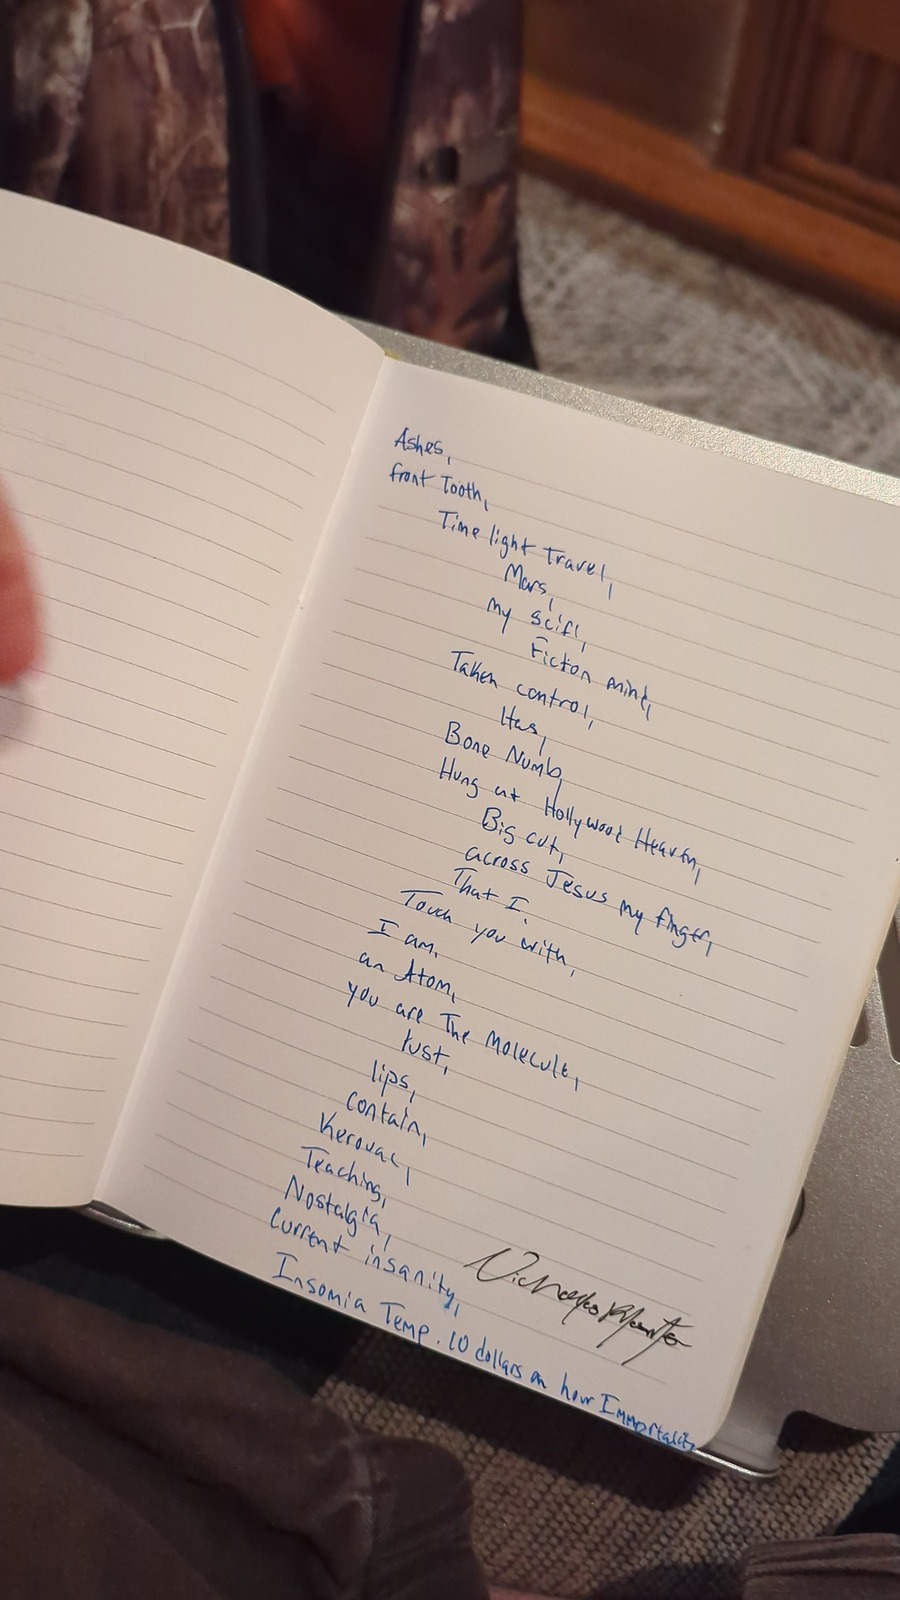 Ashes,
front Tooth,
Time light Travel,
Mars,
my scifi,
Ficton mind,
Taken control,
Has,
Bone Numb,
Hung at Hollywood Heaven,
Big cut,
across Jesus my finger,
That I,
Touch you with,
I am,
an Atom,
you are The Molecule,
lips,
contain,
Kerouac,
Teaching,
Nostalgia,
Current insanity,
Insomia Temp. 10 dollars an hour Immortality